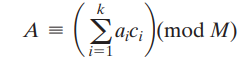 A ≡ (∑_{i=1}^{k} a_i c_i) (mod M)